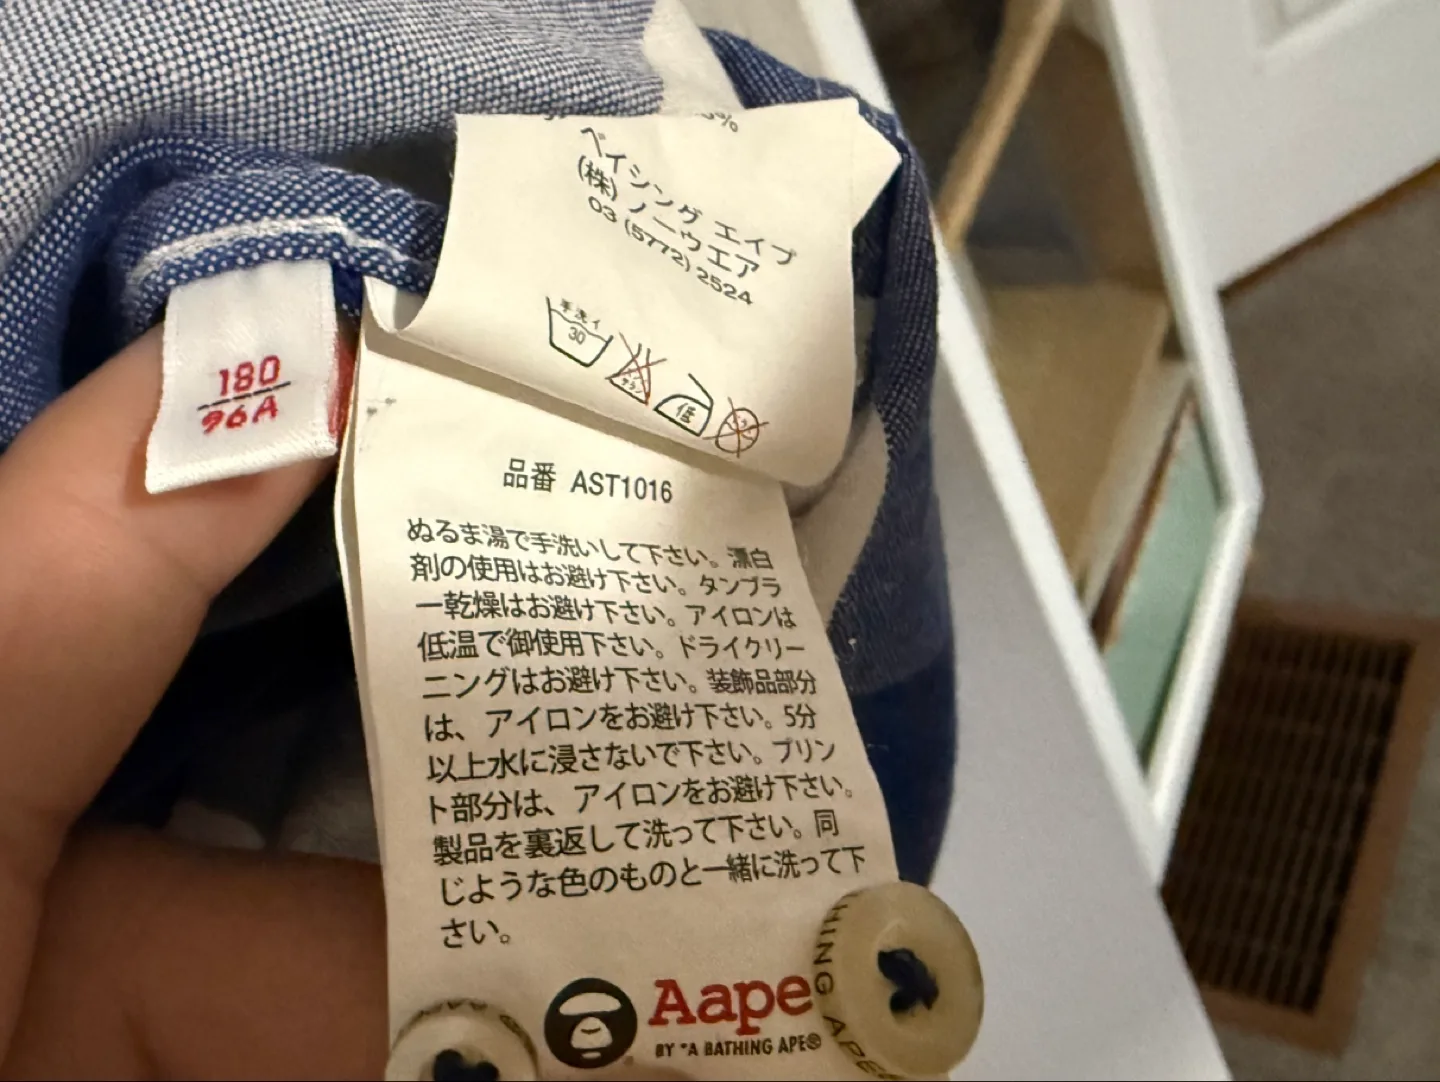 %
ベイシング エイプ
(株) ノーウエア
03 (5772) 2524
手洗イ
30
低
180
96A
品番 AST1016
ぬるま湯で手洗いして下さい。漂白
剤の使用はお避け下さい。タンブラ
ー乾燥はお避け下さい。アイロンは
低温で御使用下さい。ドライクリー
ニングはお避け下さい。装飾品部分
は、アイロンをお避け下さい。5分
以上水に浸さないで下さい。プリン
ト部分は、アイロンをお避け下さい。
製品を裏返して洗って下さい。同
じような色のものと一緒に洗って下
さい。
Aape
BY *A BATHING APE®
HING APE